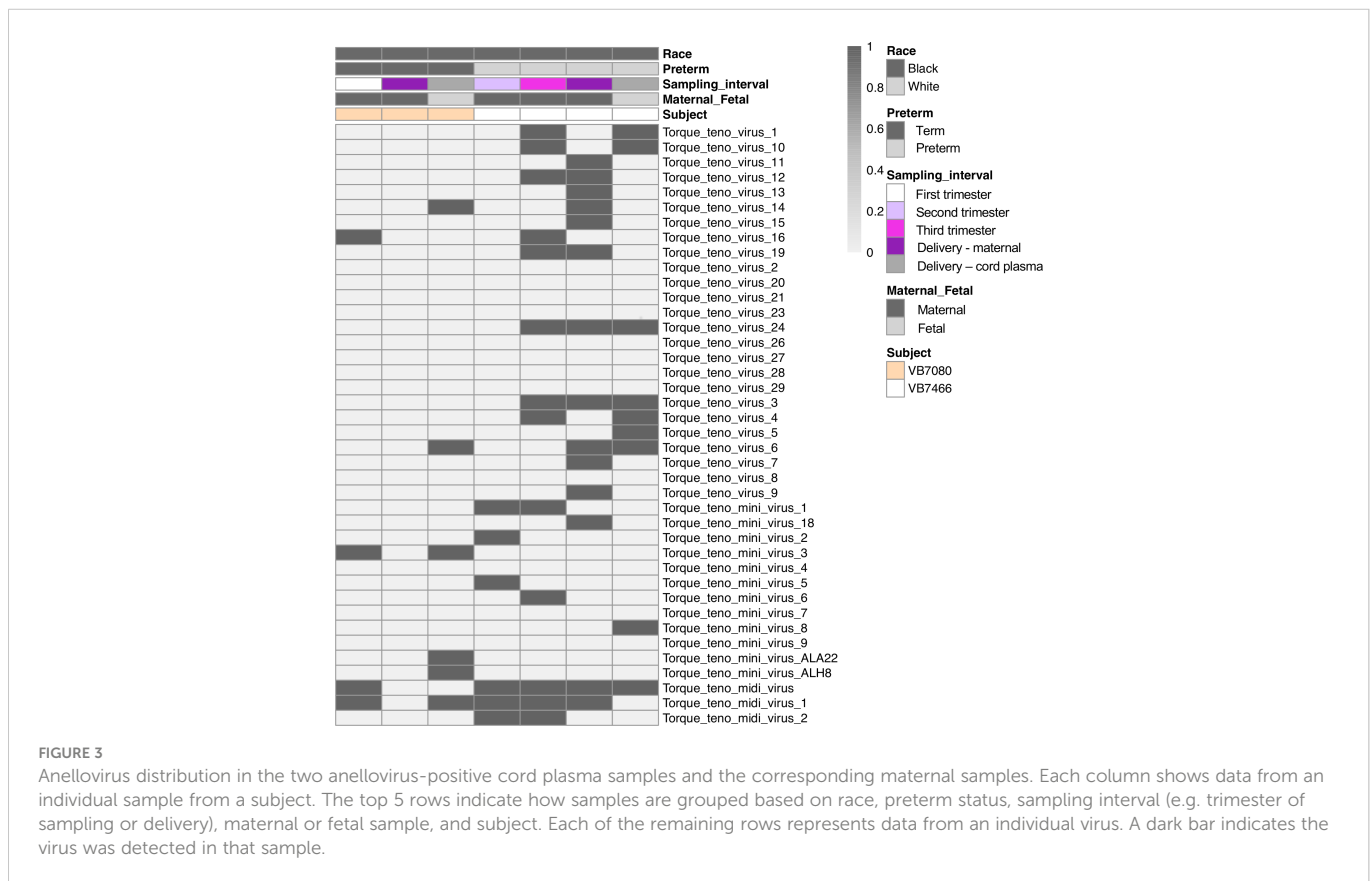 Race
Preterm
Sampling_interval
Maternal_Fetal
Subject
Torque_teno_virus_1
Torque_teno_virus_10
Torque_teno_virus_11
Torque_teno_virus_12
Torque_teno_virus_13
Torque_teno_virus_14
Torque_teno_virus_15
Torque_teno_virus_16
Torque_teno_virus_19
Torque_teno_virus_2
Torque_teno_virus_20
Torque_teno_virus_21
Torque_teno_virus_23
Torque_teno_virus_24
Torque_teno_virus_26
Torque_teno_virus_27
Torque_teno_virus_28
Torque_teno_virus_29
Torque_teno_virus_3
Torque_teno_virus_4
Torque_teno_virus_5
Torque_teno_virus_6
Torque_teno_virus_7
Torque_teno_virus_8
Torque_teno_virus_9
Torque_teno_mini_virus_1
Torque_teno_mini_virus_18
Torque_teno_mini_virus_2
Torque_teno_mini_virus_3
Torque_teno_mini_virus_4
Torque_teno_mini_virus_5
Torque_teno_mini_virus_6
Torque_teno_mini_virus_7
Torque_teno_mini_virus_8
Torque_teno_mini_virus_9
Torque_teno_mini_virus_ALA22
Torque_teno_mini_virus_ALH8
Torque_teno_midi_virus
Torque_teno_midi_virus_1
Torque_teno_midi_virus_2
1
0.8
0.6
0.4
0.2
0
Race
Black
White
Preterm
Term
Preterm
Sampling_interval
First trimester
Second trimester
Third trimester
Delivery - maternal
Delivery – cord plasma
Maternal_Fetal
Maternal
Fetal
Subject
VB7080
VB7466
FIGURE 3
Anellovirus distribution in the two anellovirus-positive cord plasma samples and the corresponding maternal samples. Each column shows data from an
individual sample from a subject. The top 5 rows indicate how samples are grouped based on race, preterm status, sampling interval (e.g. trimester of
sampling or delivery), maternal or fetal sample, and subject. Each of the remaining rows represents data from an individual virus. A dark bar indicates the
virus was detected in that sample.